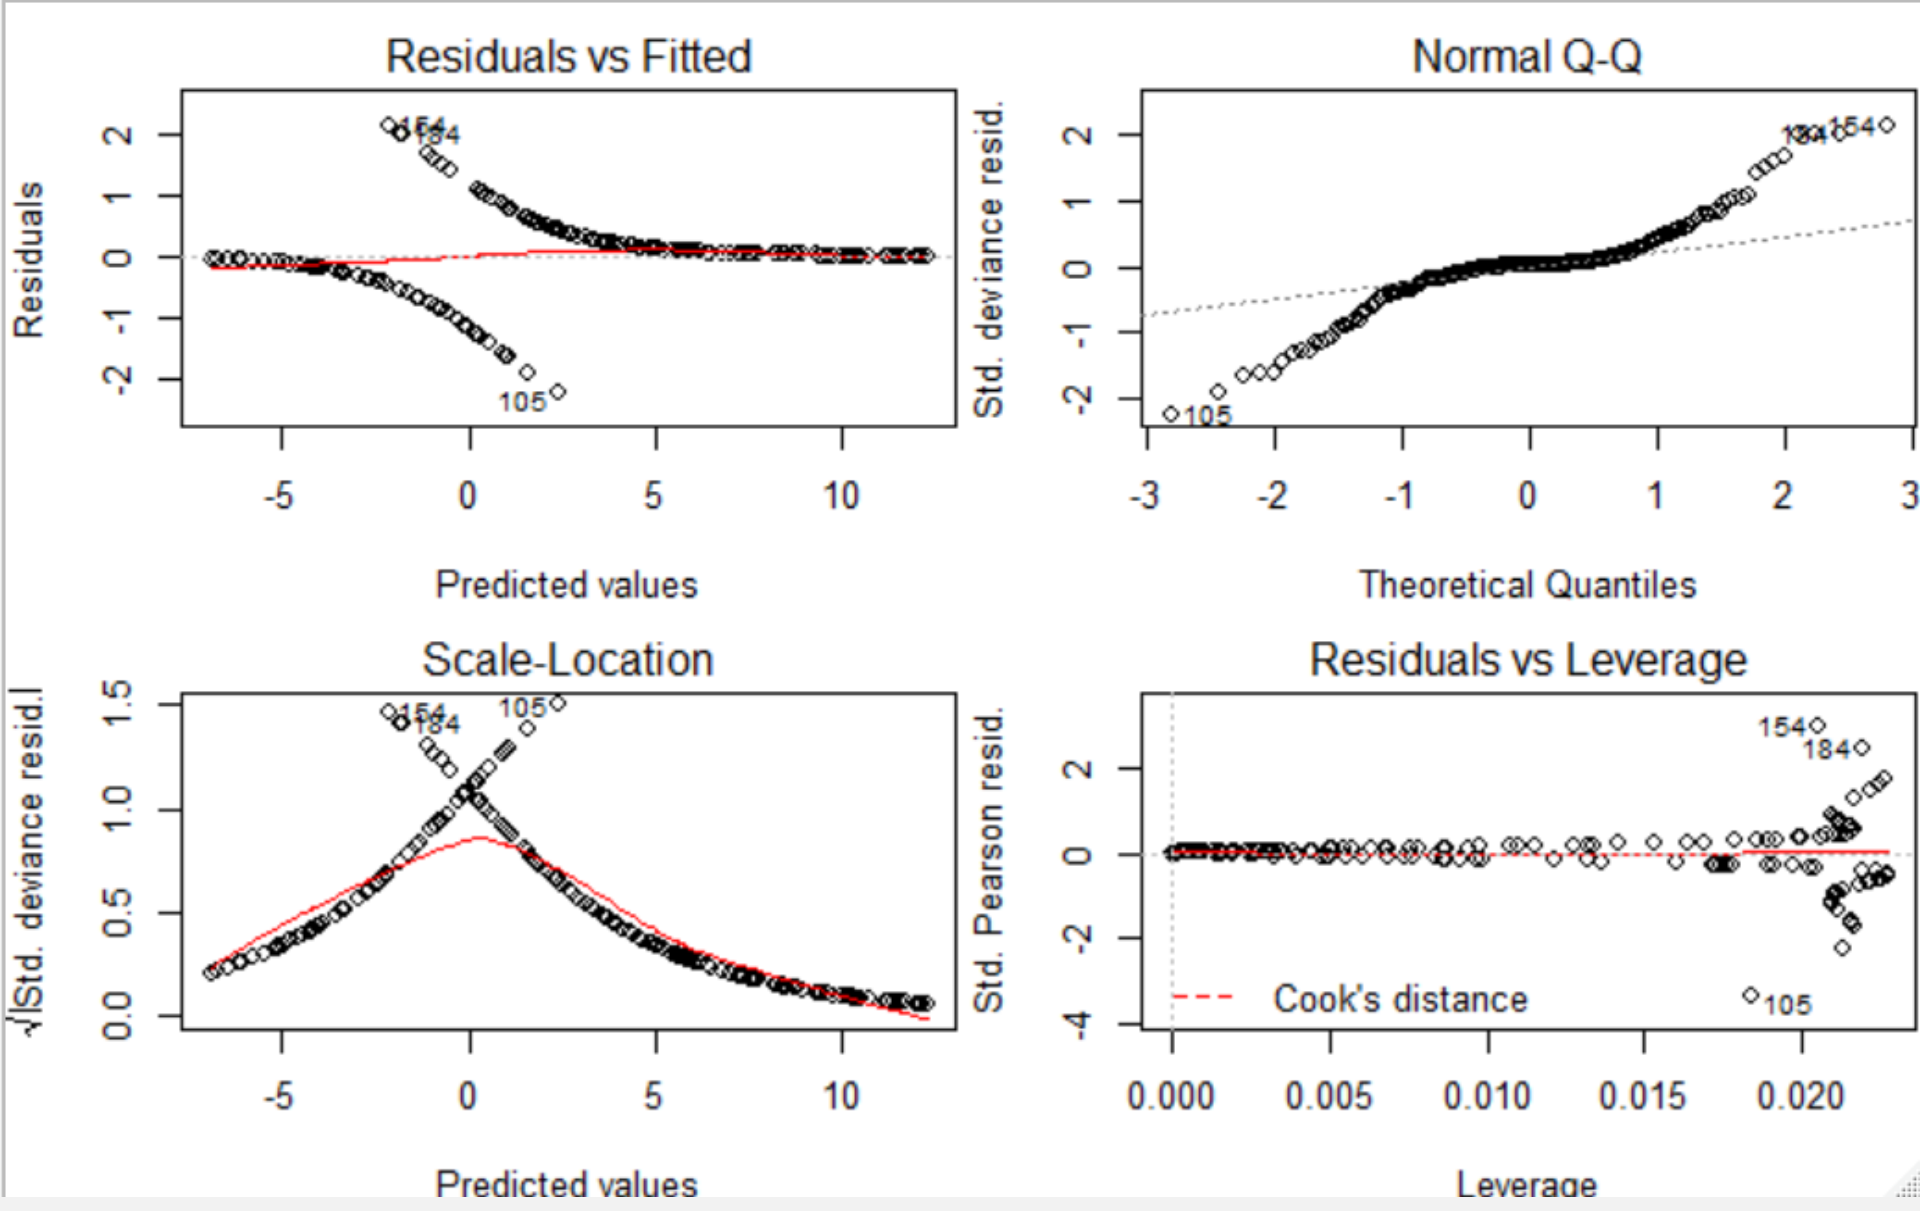 Residuals vs Fitted
Residuals
2
1
0
-1
-2
154
184
105
-5 0 5 10
Predicted values
Normal Q-Q
Std. deviance resid.
2
1
0
-1
-2
154
105
-3 -2 -1 0 1 2 3
Theoretical Quantiles
Scale-Location
√|Std. deviance resid.|
1.5
1.0
0.5
0.0
154
184
105
-5 0 5 10
Predicted values
Residuals vs Leverage
Std. Pearson resid.
2
0
-2
-4
154
184
105
Cook's distance
0.000 0.005 0.010 0.015 0.020
Leverage